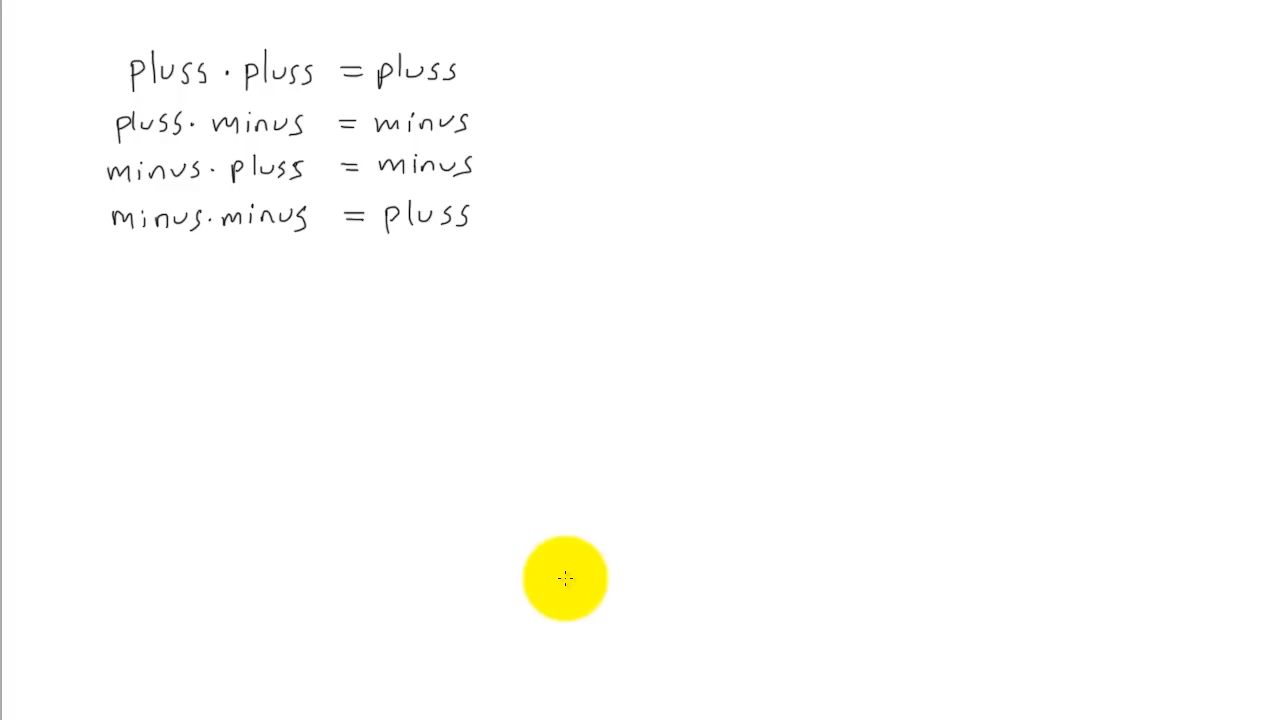 pluss · pluss = pluss
pluss · minus = minus
minus · pluss = minus
minus · minus = pluss